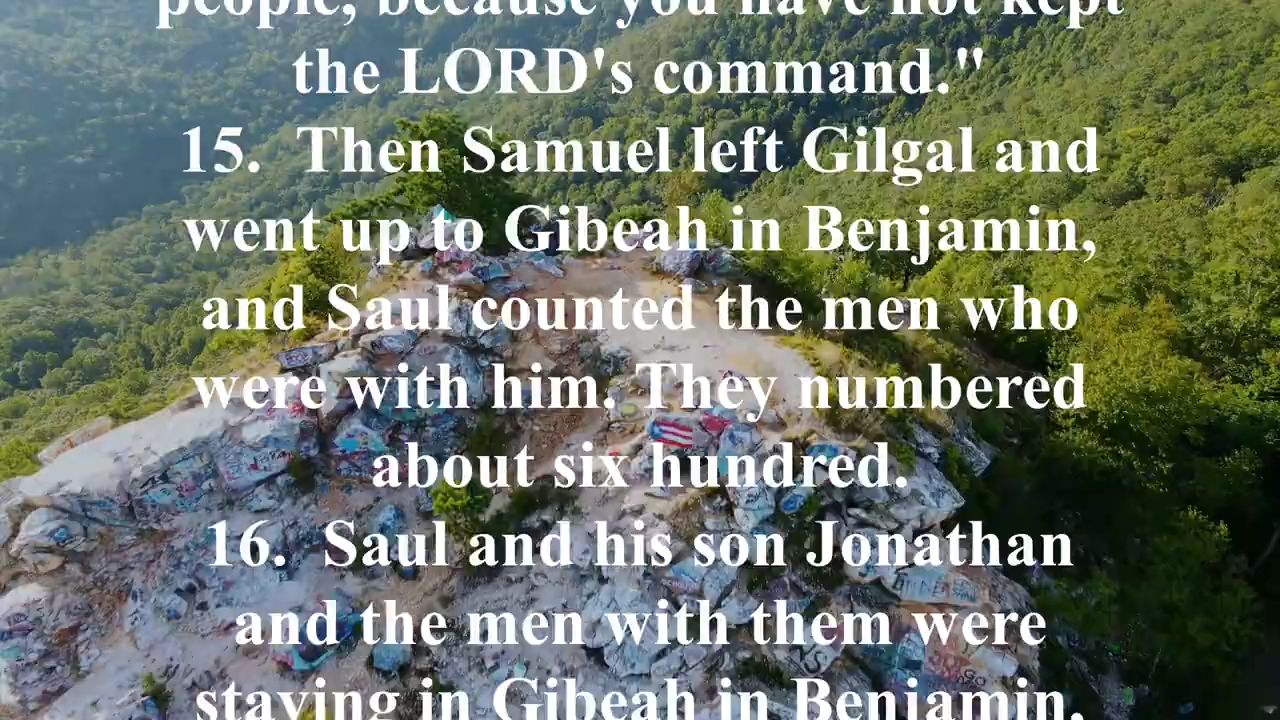 people, because you have not kept
the LORD's command."
15. Then Samuel left Gilgal and
went up to Gibeah in Benjamin,
and Saul counted the men who
were with him. They numbered
about six hundred.
16. Saul and his son Jonathan
and the men with them were
staying in Gibeah in Benjamin,